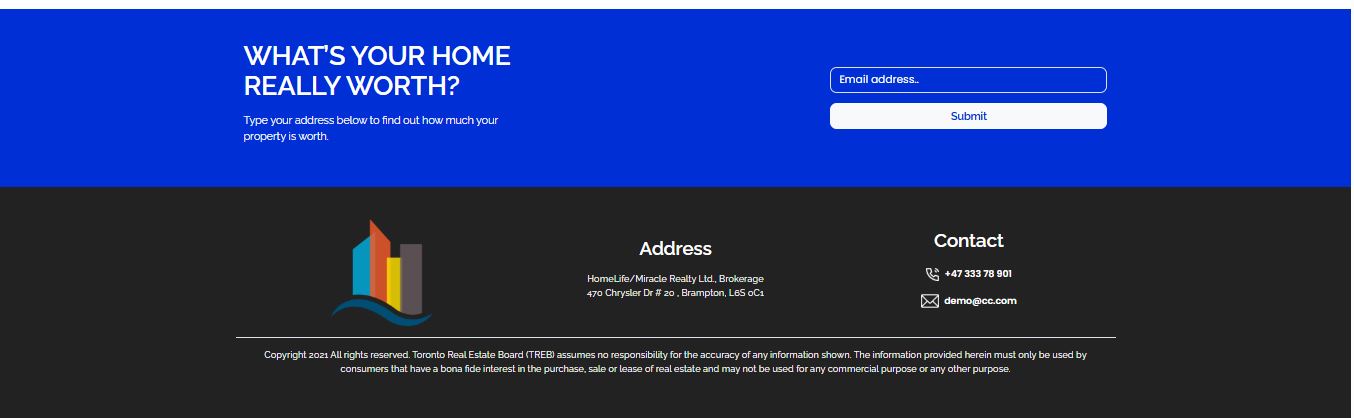 WHAT'S YOUR HOME
REALLY WORTH?
Type your address below to find out how much your
property is worth.
Email address..
Submit
Address
HomeLife/Miracle Realty Ltd., Brokerage
470 Chrysler Dr # 20 , Brampton, L6S 0C1
Contact
+47 333 78 901
demo@cc.com
Copyright 2021 All rights reserved. Toronto Real Estate Board (TREB) assumes no responsibility for the accuracy of any information shown. The information provided herein must only be used by
consumers that have a bona fide interest in the purchase, sale or lease of real estate and may not be used for any commercial purpose or any other purpose.